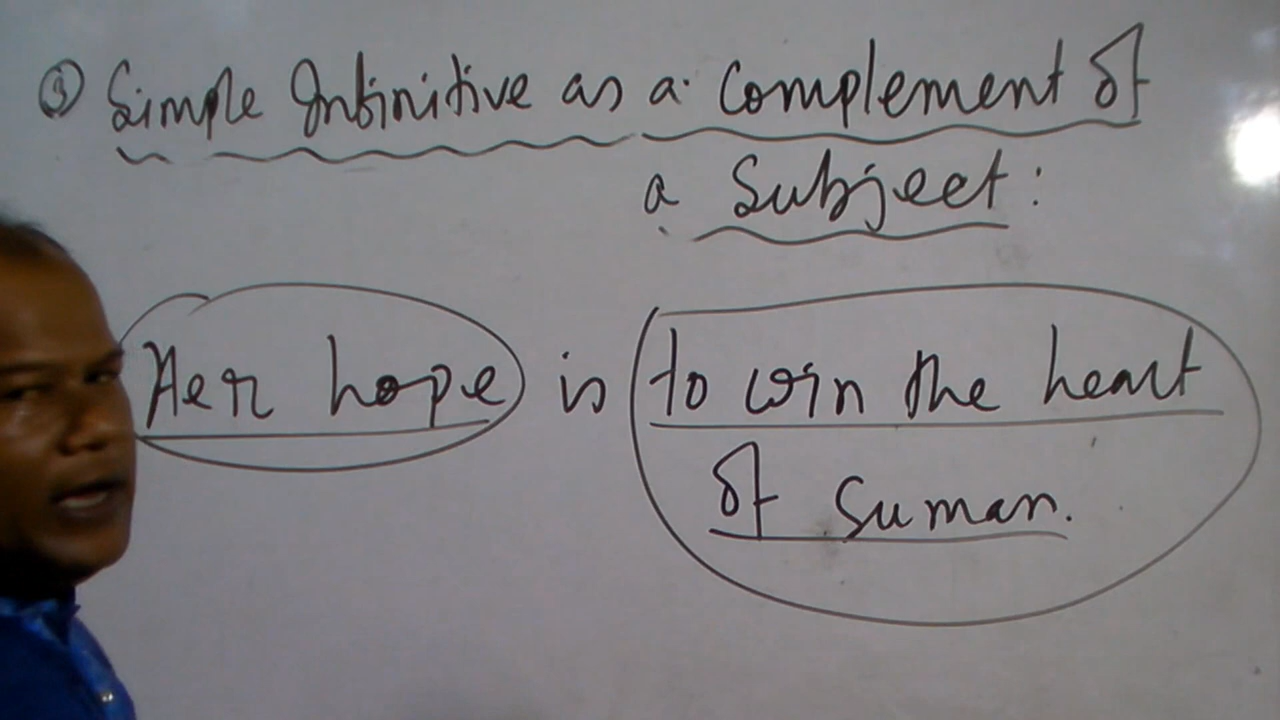 ③ Simple Infinitive as a Complement of
a Subject:
Her hope is to win the heart
of Suman.